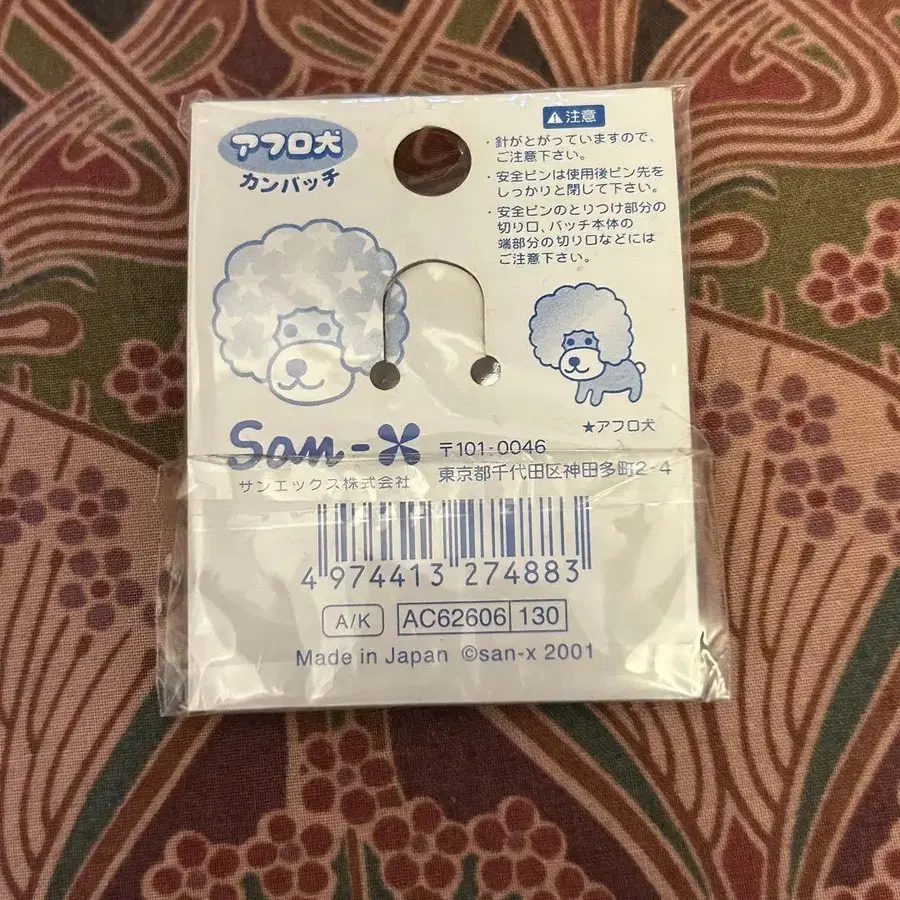 アフロ犬
カンバッチ
⚠注意
・針がとがっていますので、
ご注意下さい。
・安全ピンは使用後ピン先を
しっかりと閉じて下さい。
・安全ピンのとりつけ部分の
切り口、バッチ本体の
端部分の切り口などには
ご注意下さい。
★アフロ犬
San-X
サンエックス株式会社
〒101-0046
東京都千代田区神田多町2-4
4 974413 274883
A/K AC62606 130
Made in Japan ©san-x 2001